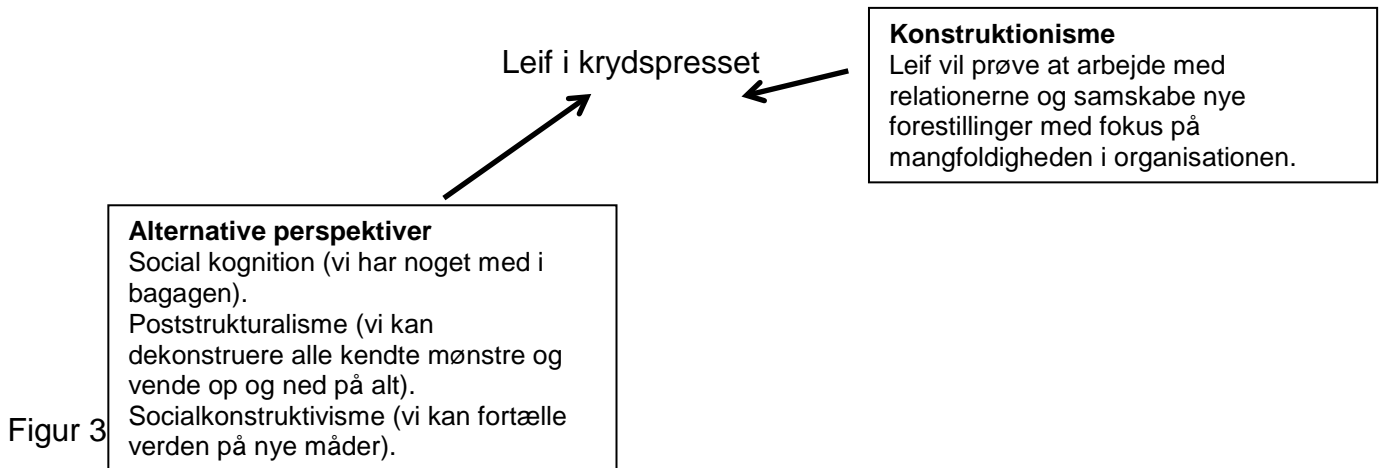 Leif i krydspresset
Konstruktionisme
Leif vil prøve at arbejde med
relationerne og samskabe nye
forestillinger med fokus på
mangfoldigheden i organisationen.
Alternative perspektiver
Social kognition (vi har noget med i
bagagen).
Poststrukturalisme (vi kan
dekonstruere alle kendte mønstre og
vende op og ned på alt).
Socialkonstruktivisme (vi kan fortælle
verden på nye måder).
Figur 3